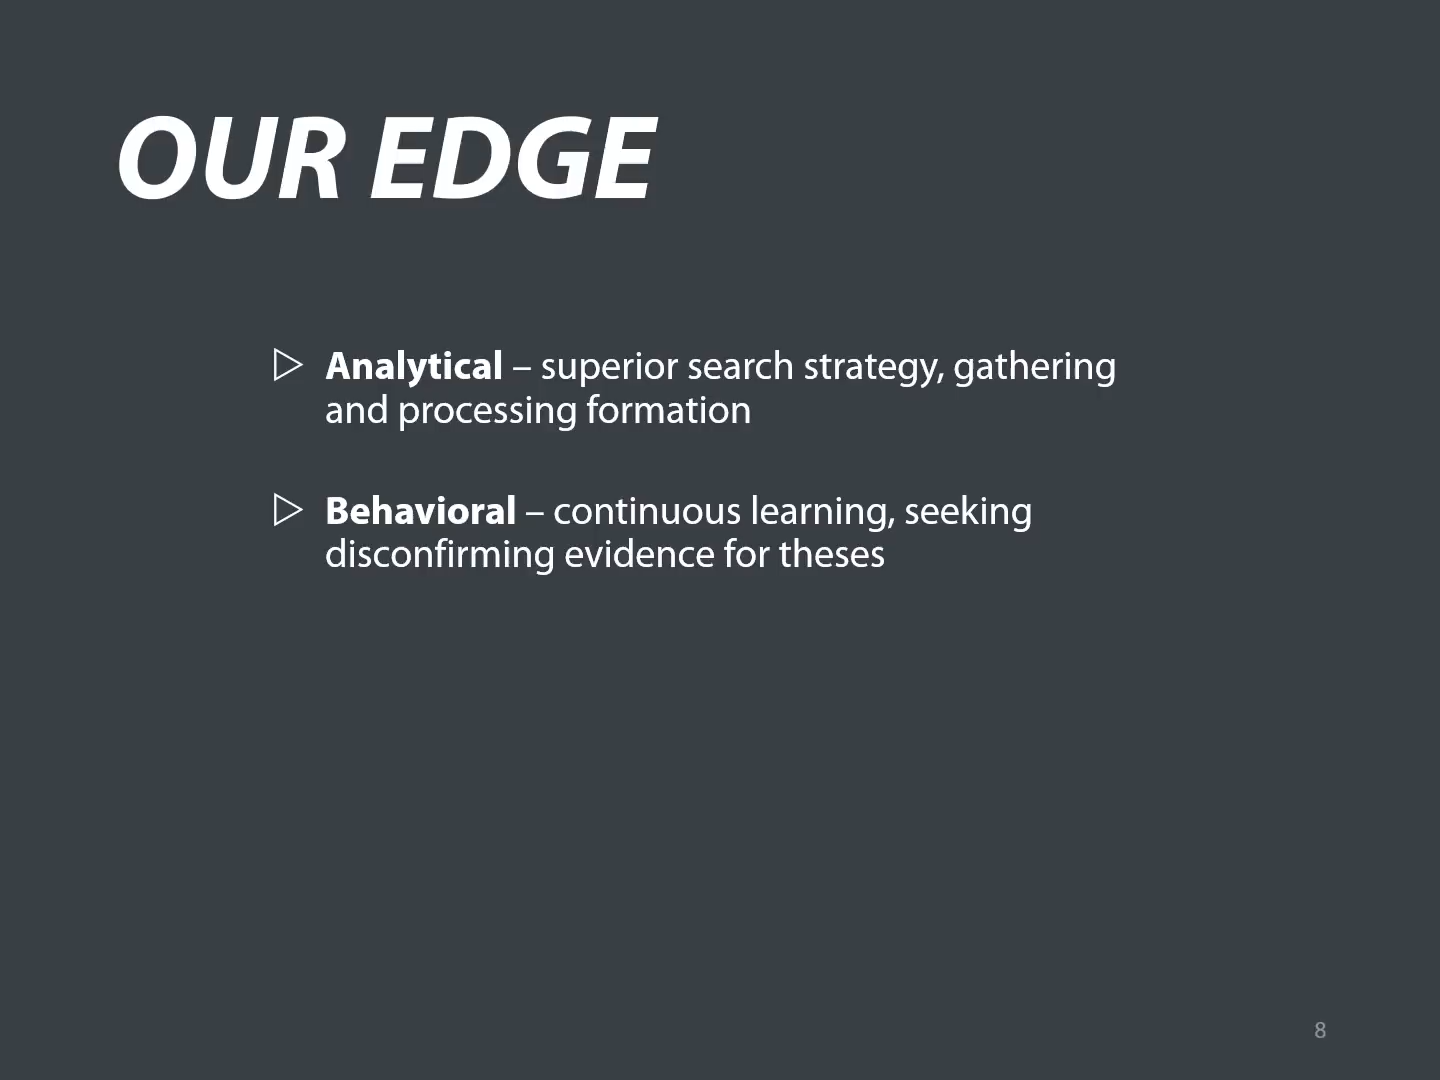 OUR EDGE
Analytical – superior search strategy, gathering
and processing formation
Behavioral – continuous learning, seeking
disconfirming evidence for theses
8